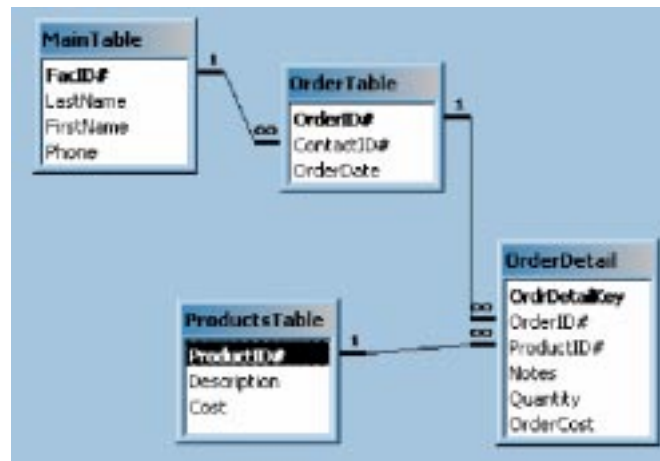 MainTable
FacID#
LastName
FirstName
Phone
1
∞
OrderTable
OrderID#
ContactID#
OrderDate
1
∞
∞
OrderDetail
OrdrDetailKey
OrderID#
ProductID#
Notes
Quantity
OrderCost
ProductsTable
ProductID#
Description
Cost
1